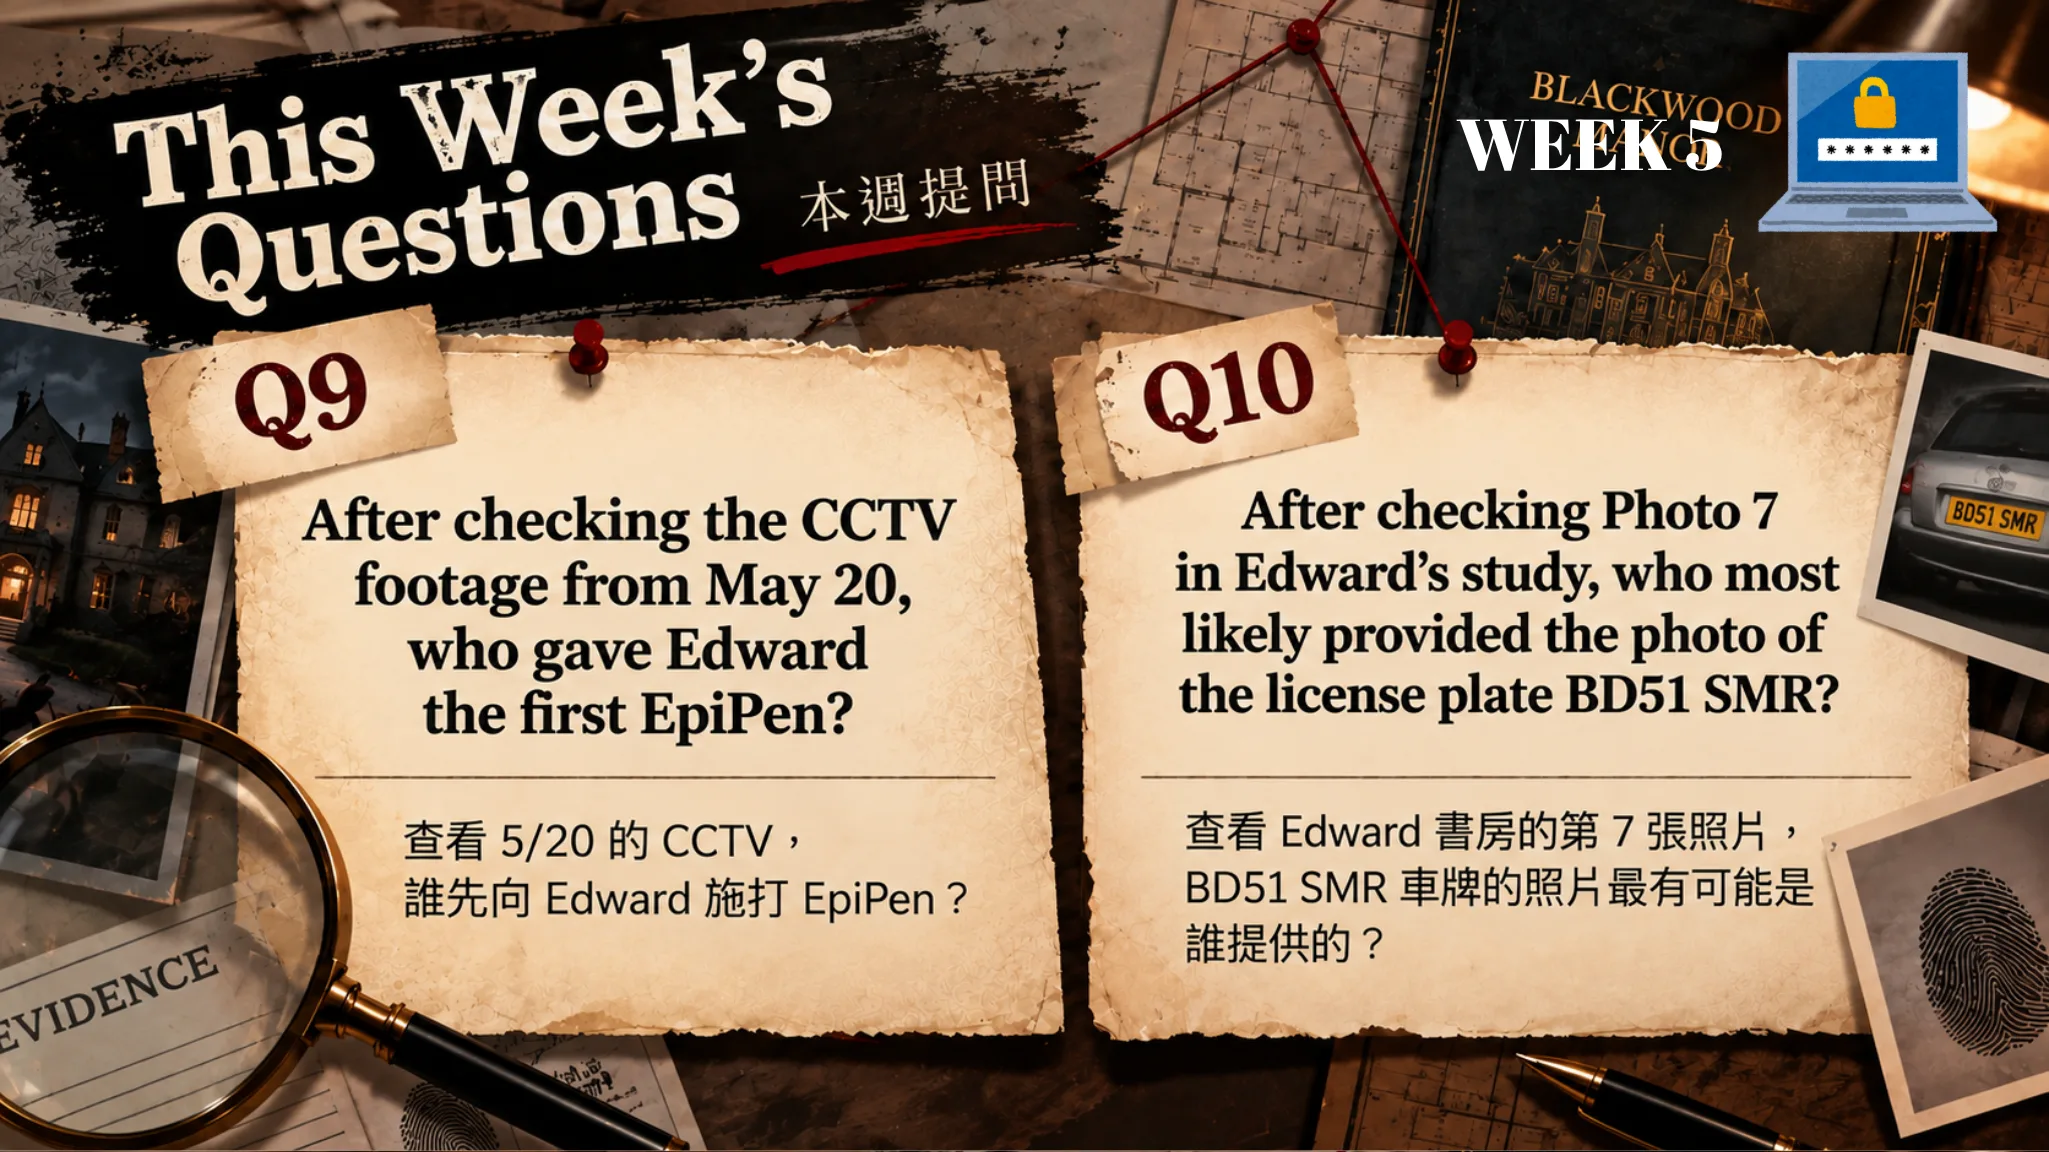 This Week's
Questions
本週提問
BLACKWOOD
MANOR
WEEK 5
******
Q9
After checking the CCTV
footage from May 20,
who gave Edward
the first EpiPen?
查看 5/20 的 CCTV，
誰先向 Edward 施打 EpiPen？
Q10
After checking Photo 7
in Edward's study, who most
likely provided the photo of
the license plate BD51 SMR?
查看 Edward 書房的第 7 張照片，
BD51 SMR 車牌的照片最有可能是
誰提供的？
BD51 SMR
EVIDENCE